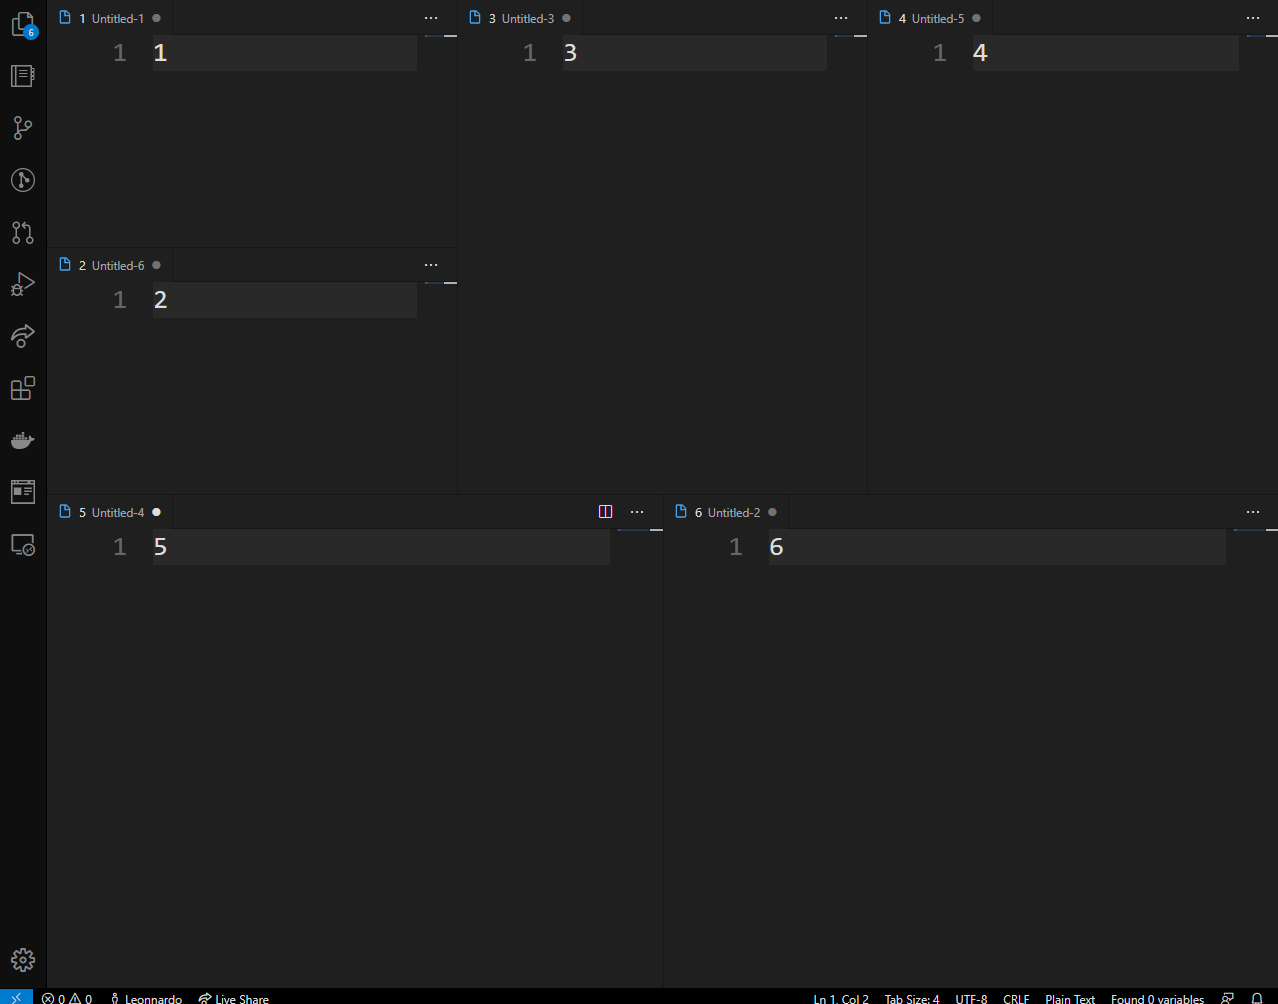 6
1 Untitled-1 ● ...
1 1
2 Untitled-6 ● ...
1 2
3 Untitled-3 ● ...
1 3
4 Untitled-5 ● ...
1 4
5 Untitled-4 ● ...
1 5
6 Untitled-2 ● ...
1 6
0 0 Leonnardo Live Share Ln 1, Col 2 Tab Size: 4 UTF-8 CRLF Plain Text Found 0 variables